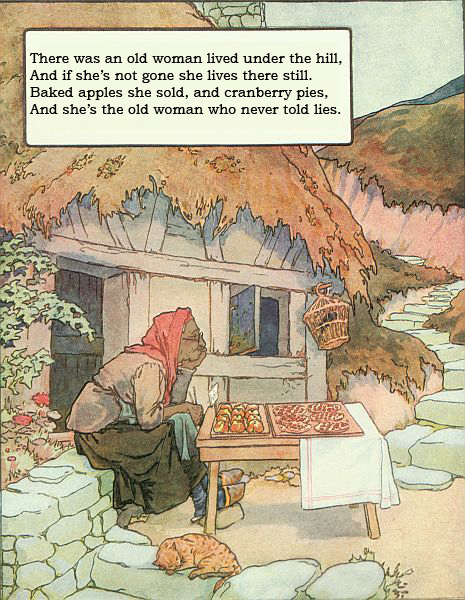 There was an old woman lived under the hill,
And if she's not gone she lives there still.
Baked apples she sold, and cranberry pies,
And she's the old woman who never told lies.